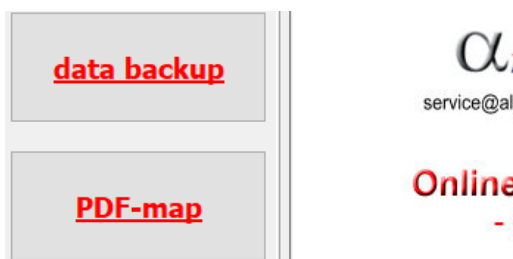 data backup
PDF-map
α
service@al
Online
-